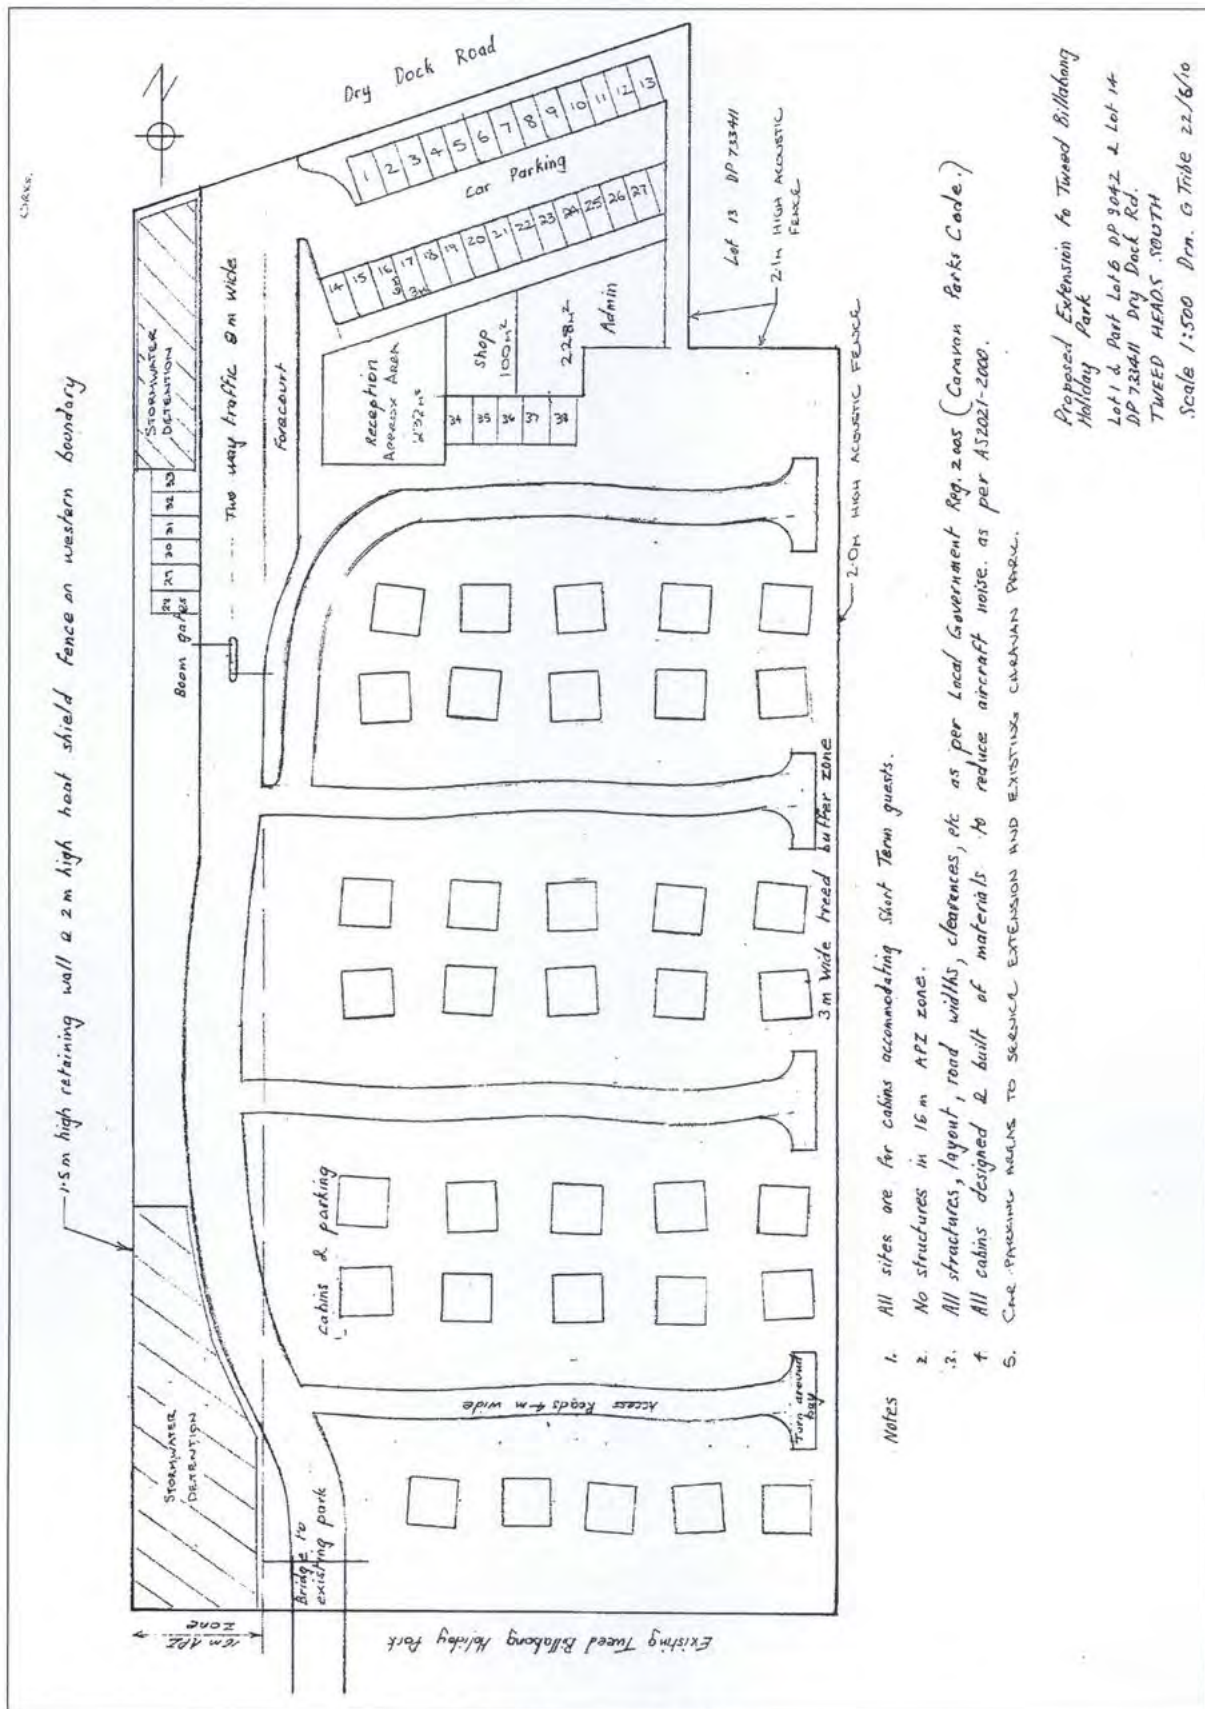 1.5m high retaining wall & 2m high heat shield fence on western boundary
Dry Dock Road
N
STORMWATER
DETENTION
28 29 30 31 32 33
Boom gates
Two way traffic 8m wide
Foracourt
1 2 3 4 5 6 7 8 9 10 11 12 13
car Parking
14 15 16 17 18 19 20 21 22 23 24 25 26 27
6m
3m
Reception
Approx Area
232m²
Shop
100m²
228m²
Admin
34 35 36 37 38
Lot 13 DP 733411
2.1m HIGH ACOUSTIC
FENCE
2.0m HIGH ACOUSTIC FENCE
STORMWATER
DETENTION
16m APZ
zone
Bridge to
existing park
Existing Tweed Billabong Holiday Park
cabins & parking
Access Roads 4m wide
Turn around
bay
3m wide treed buffer zone
Notes 1. All sites are for cabins accommodating Short Term guests.
2. No structures in 16m APZ zone.
3. All structures, layout, road widths, clearences, etc as per Local Government Reg. 2005 (Caravan Parks Code.)
4. All cabins designed & built of materials to reduce aircraft noise. as per AS2021-2000.
5. CAR PARKING AREAS TO SERVICE EXTENSION AND EXISTING CARAVAN PARK.
Proposed Extension to Tweed Billabong
Holiday Park
Lot 1 & Part Lot 6 DP 9042 & Lot 14
DP 733411 Dry Dock Rd.
TWEED HEADS SOUTH
Scale 1:500 Drn. G Tribe 22/6/10